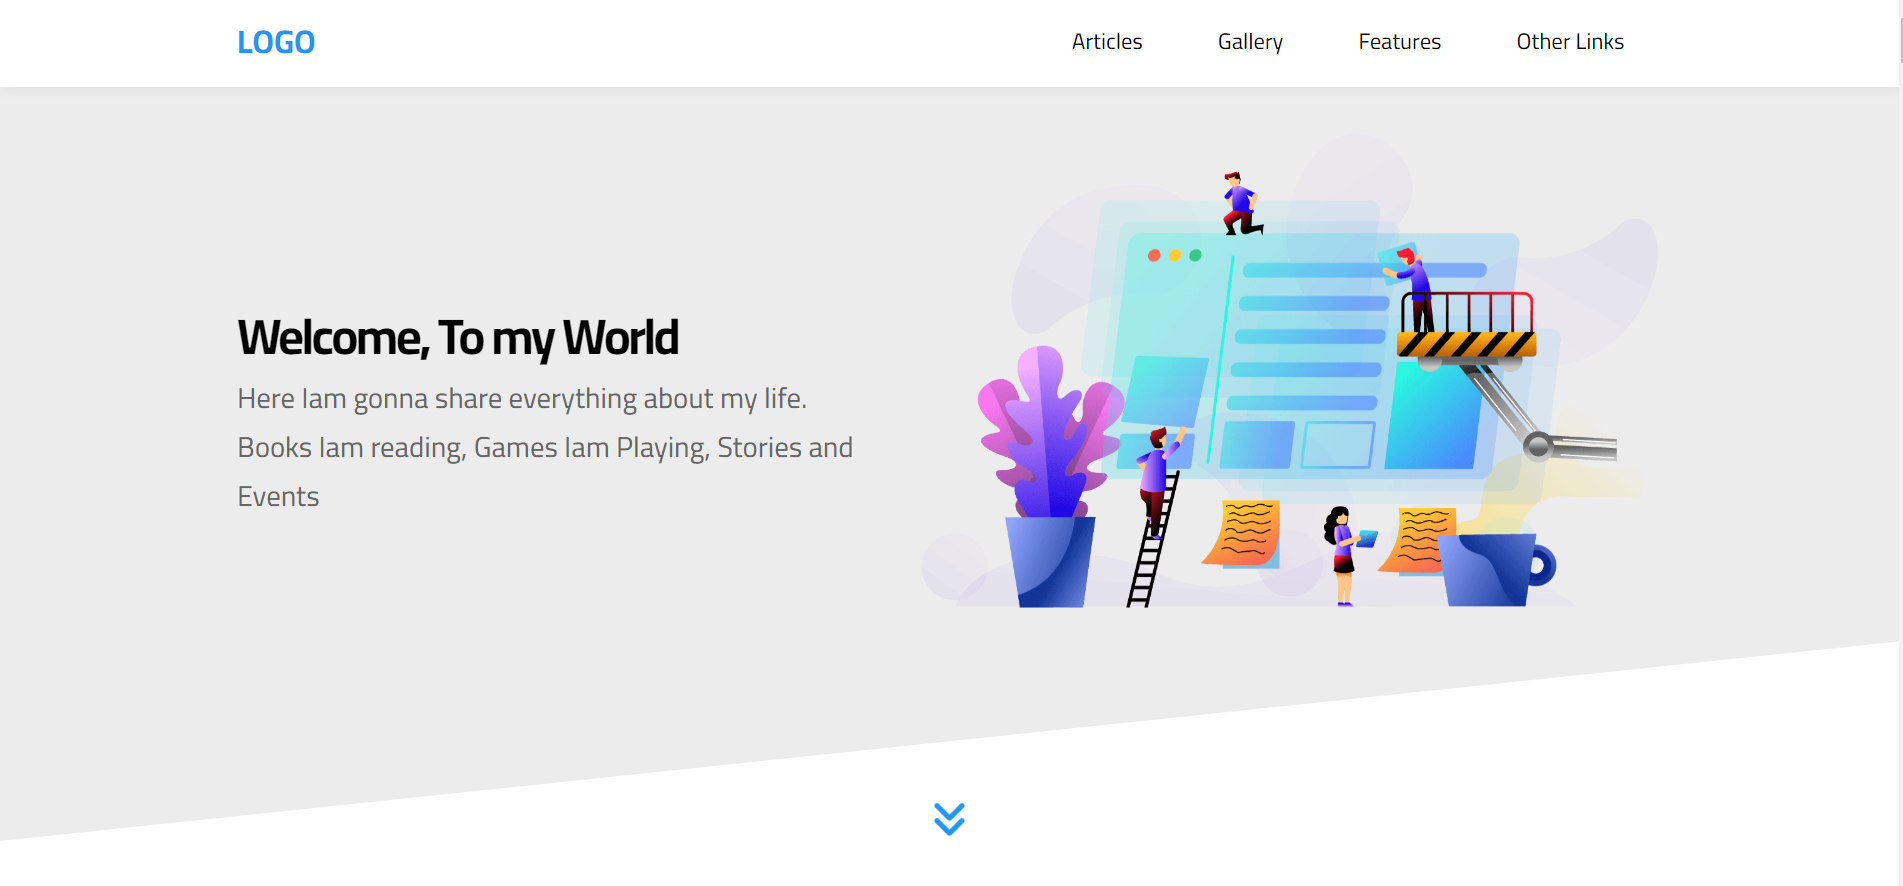 LOGO
Articles
Gallery
Features
Other Links
Welcome, To my World
Here Iam gonna share everything about my life.
Books Iam reading, Games Iam Playing, Stories and
Events